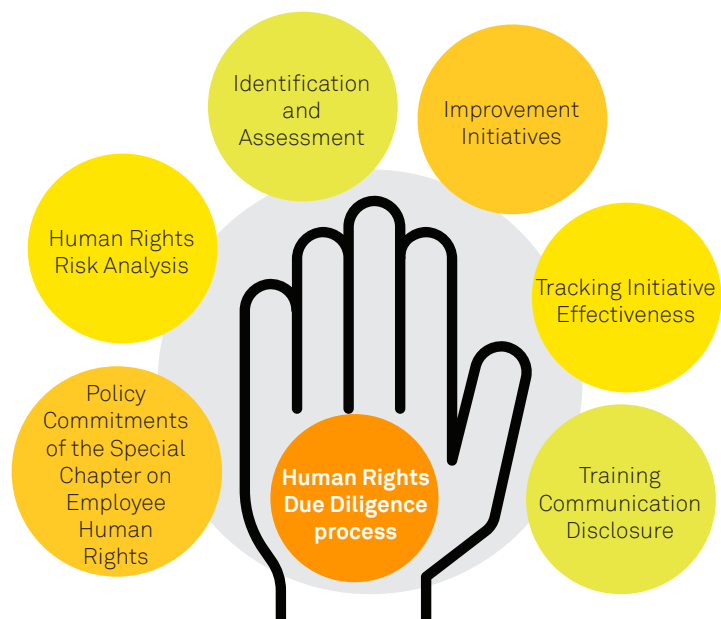 Identification
and
Assessment
Improvement
Initiatives
Human Rights
Risk Analysis
Tracking Initiative
Effectiveness
Policy
Commitments
of the Special
Chapter on
Employee
Human
Rights
Human Rights
Due Diligence
process
Training
Communication
Disclosure